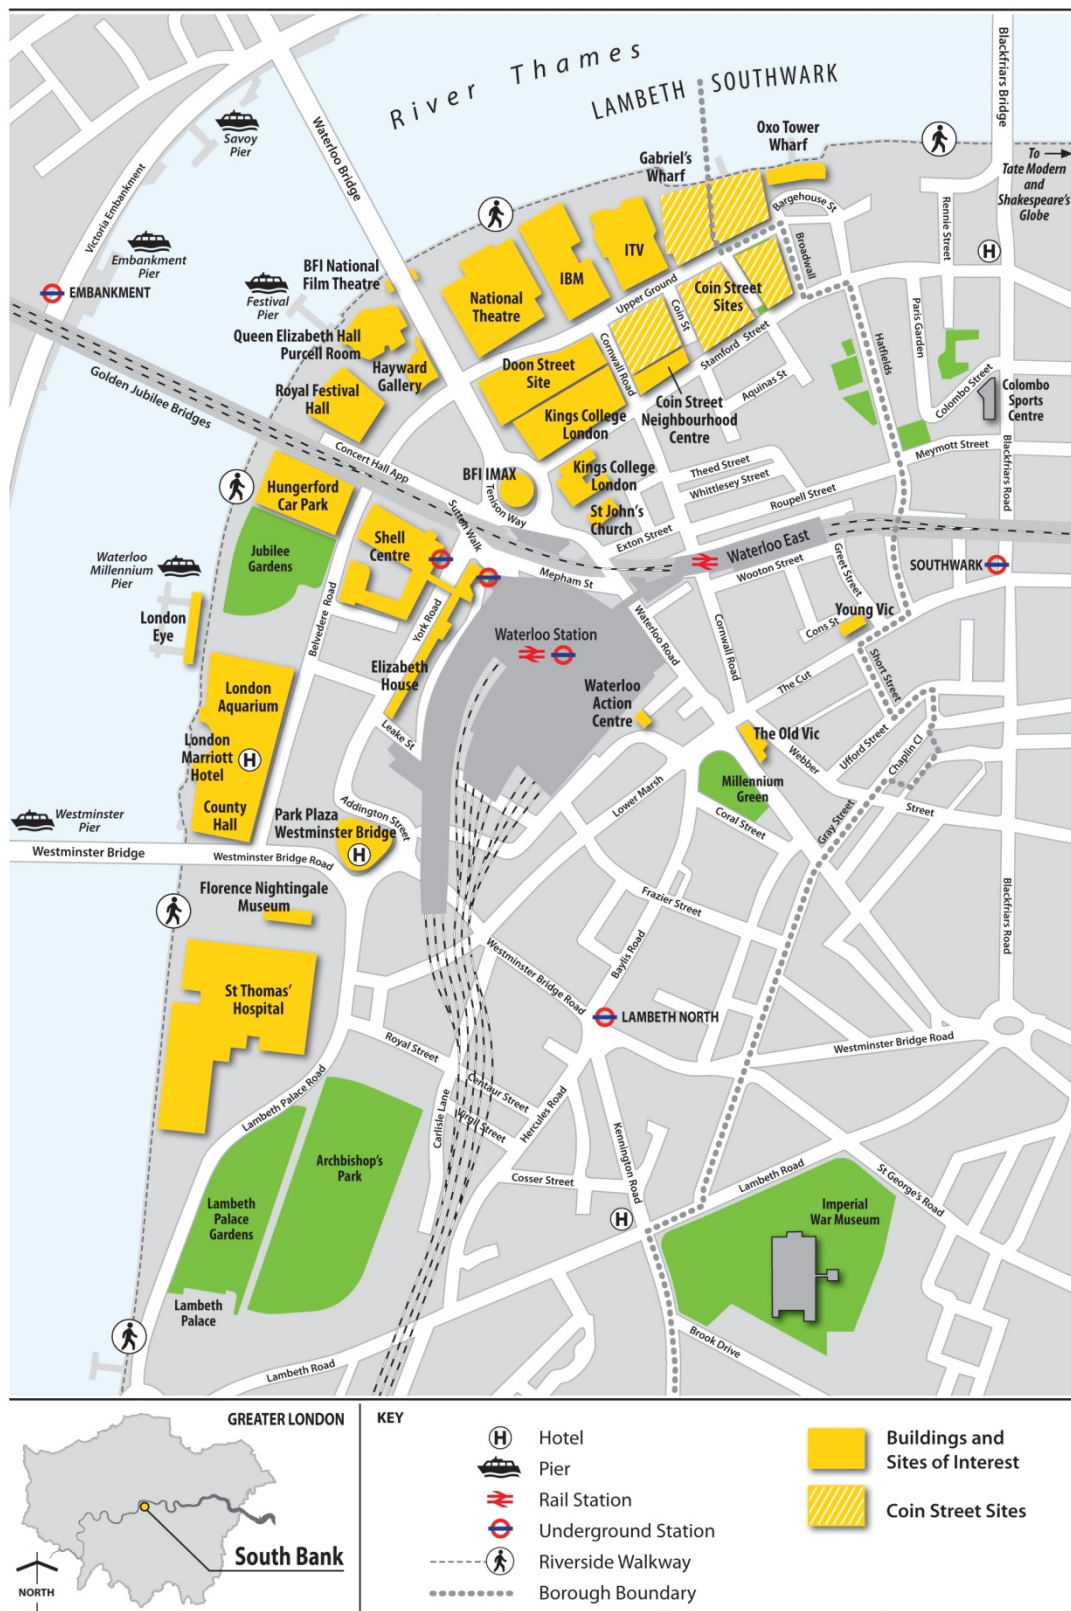 River Thames
LAMBETH
SOUTHWARK
Blackfriars Bridge
Savoy
Pier
Waterloo Bridge
Oxo Tower
Wharf
Gabriel's
Wharf
To
Tate Modern
and
Shakespeare's
Globe
Victoria Embankment
Embankment
Pier
Bargehouse St
Rennie Street
Broadwall
H
EMBANKMENT
Festival
Pier
BFI National
Film Theatre
National
Theatre
IBM
ITV
Upper Ground
Coin Street
Sites
Coin St
Stamford Street
Hatfields
Paris Garden
Queen Elizabeth Hall
Purcell Room
Hayward
Gallery
Golden Jubilee Bridges
Royal Festival
Hall
Doon Street
Site
Cornwall Road
Kings College
London
Coin Street
Neighbourhood
Centre
Aquinas St
Colombo Street
Colombo
Sports
Centre
Concert Hall App
Meymott Street
Blackfriars Road
BFI IMAX
Tenison Way
Kings College
London
Theed Street
Whittlesey Street
Roupell Street
Hungerford
Car Park
Sutton Walk
St John's
Church
Exton Street
Jubilee
Gardens
Shell
Centre
Waterloo East
Waterloo
Millennium
Pier
Mepham St
Wooton Street
Greet Street
SOUTHWARK
London
Eye
Belvedere Road
York Road
Waterloo Station
Waterloo Road
Cornwall Road
Cons St
Young Vic
Elizabeth
House
The Cut
Short Street
London
Aquarium
Waterloo
Action
Centre
Leake St
The Old Vic
Webber
Street
Ufford Street
Chaplin Cl
London
Marriott
Hotel
H
County
Hall
Millennium
Green
Lower Marsh
Coral Street
Gray Street
Westminster
Pier
Addington Street
Park Plaza
Westminster Bridge
H
Westminster Bridge
Westminster Bridge Road
Florence Nightingale
Museum
Frazier Street
Blackfriars Road
Baylis Road
Westminster Bridge Road
St Thomas'
Hospital
LAMBETH NORTH
Westminster Bridge Road
Royal Street
Centaur Street
Lambeth Palace Road
Carlisle Lane
Virgil Street
Hercules Road
Kennington Road
Archbishop's
Park
Cosser Street
Lambeth Road
St George's Road
Lambeth
Palace
Gardens
H
Imperial
War Museum
Lambeth
Palace
Brook Drive
Lambeth Road
GREATER LONDON
South Bank
NORTH
KEY
H Hotel
Pier
Rail Station
Underground Station
Riverside Walkway
Borough Boundary
Buildings and
Sites of Interest
Coin Street Sites